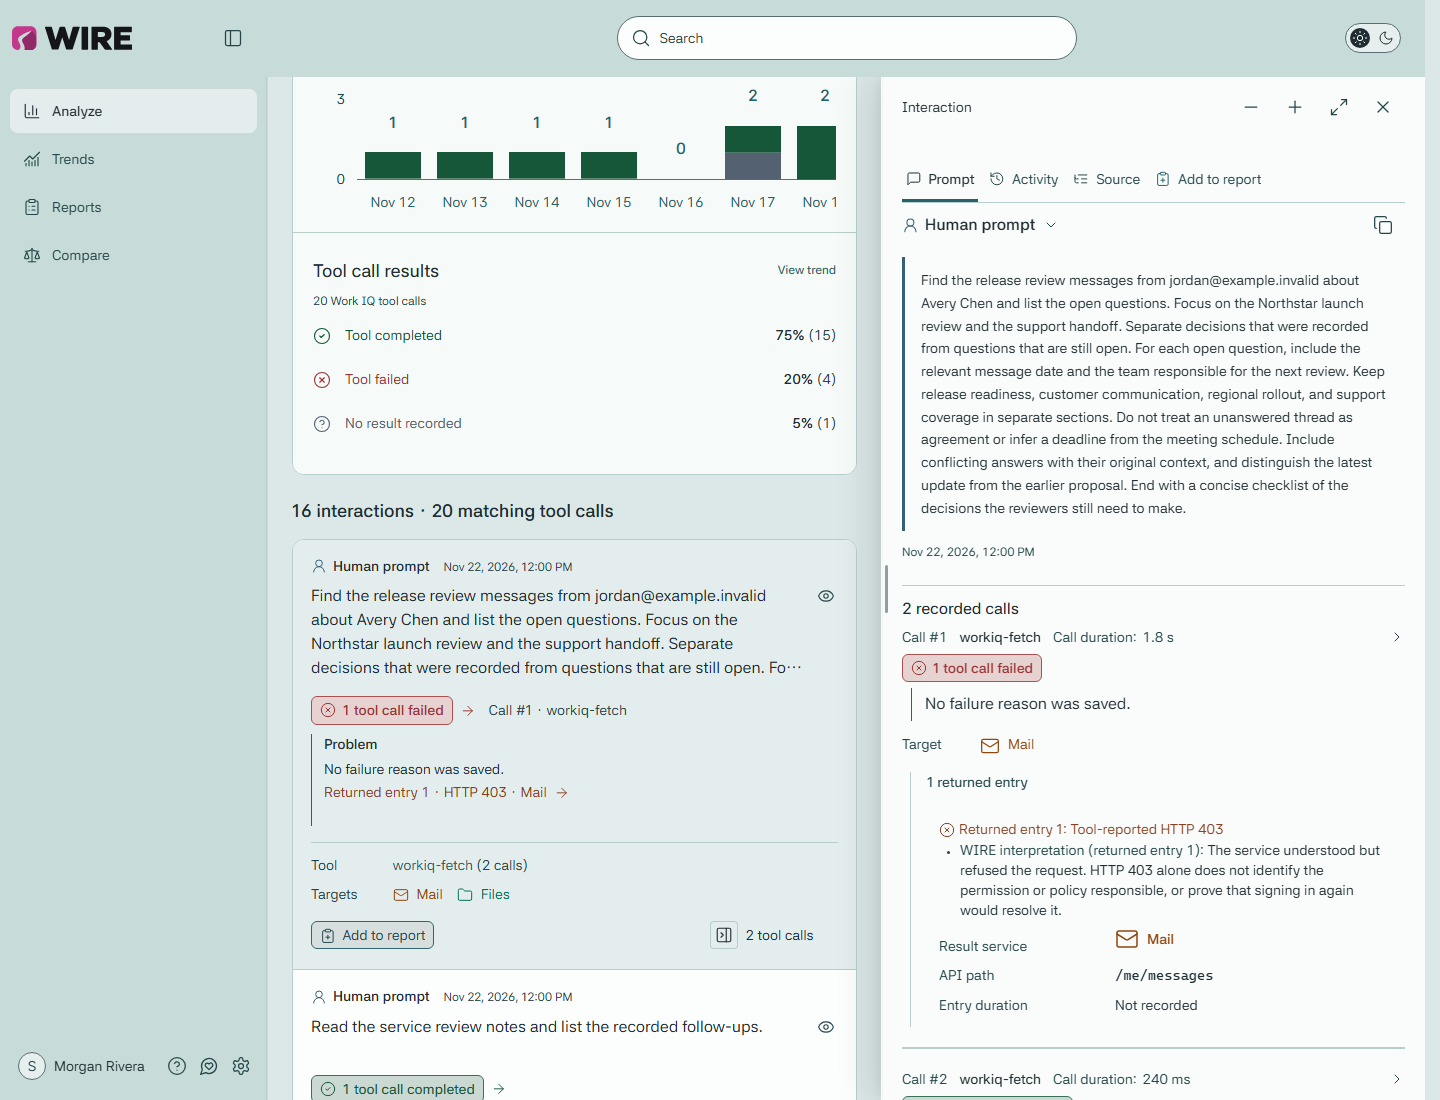 WIRE
Search
Analyze
Trends
Reports
Compare
S
Morgan Rivera
3
0
1
1
1
1
0
2
2
Nov 12
Nov 13
Nov 14
Nov 15
Nov 16
Nov 17
Nov 1
Tool call results
View trend
20 Work IQ tool calls
Tool completed
75% (15)
Tool failed
20% (4)
No result recorded
5% (1)
16 interactions · 20 matching tool calls
Human prompt Nov 22, 2026, 12:00 PM
Find the release review messages from jordan@example.invalid
about Avery Chen and list the open questions. Focus on the
Northstar launch review and the support handoff. Separate
decisions that were recorded from questions that are still open. Fo···
1 tool call failed
Call #1 · workiq-fetch
Problem
No failure reason was saved.
Returned entry 1 · HTTP 403 · Mail
Tool
workiq-fetch (2 calls)
Targets
Mail
Files
Add to report
2 tool calls
Human prompt Nov 22, 2026, 12:00 PM
Read the service review notes and list the recorded follow-ups.
1 tool call completed
Interaction
Prompt
Activity
Source
Add to report
Human prompt
Find the release review messages from jordan@example.invalid about
Avery Chen and list the open questions. Focus on the Northstar launch
review and the support handoff. Separate decisions that were recorded
from questions that are still open. For each open question, include the
relevant message date and the team responsible for the next review. Keep
release readiness, customer communication, regional rollout, and support
coverage in separate sections. Do not treat an unanswered thread as
agreement or infer a deadline from the meeting schedule. Include
conflicting answers with their original context, and distinguish the latest
update from the earlier proposal. End with a concise checklist of the
decisions the reviewers still need to make.
Nov 22, 2026, 12:00 PM
2 recorded calls
Call #1 workiq-fetch Call duration: 1.8 s
1 tool call failed
No failure reason was saved.
Target
Mail
1 returned entry
Returned entry 1: Tool-reported HTTP 403
• WIRE interpretation (returned entry 1): The service understood but
refused the request. HTTP 403 alone does not identify the
permission or policy responsible, or prove that signing in again
would resolve it.
Result service
Mail
API path
/me/messages
Entry duration
Not recorded
Call #2 workiq-fetch Call duration: 240 ms